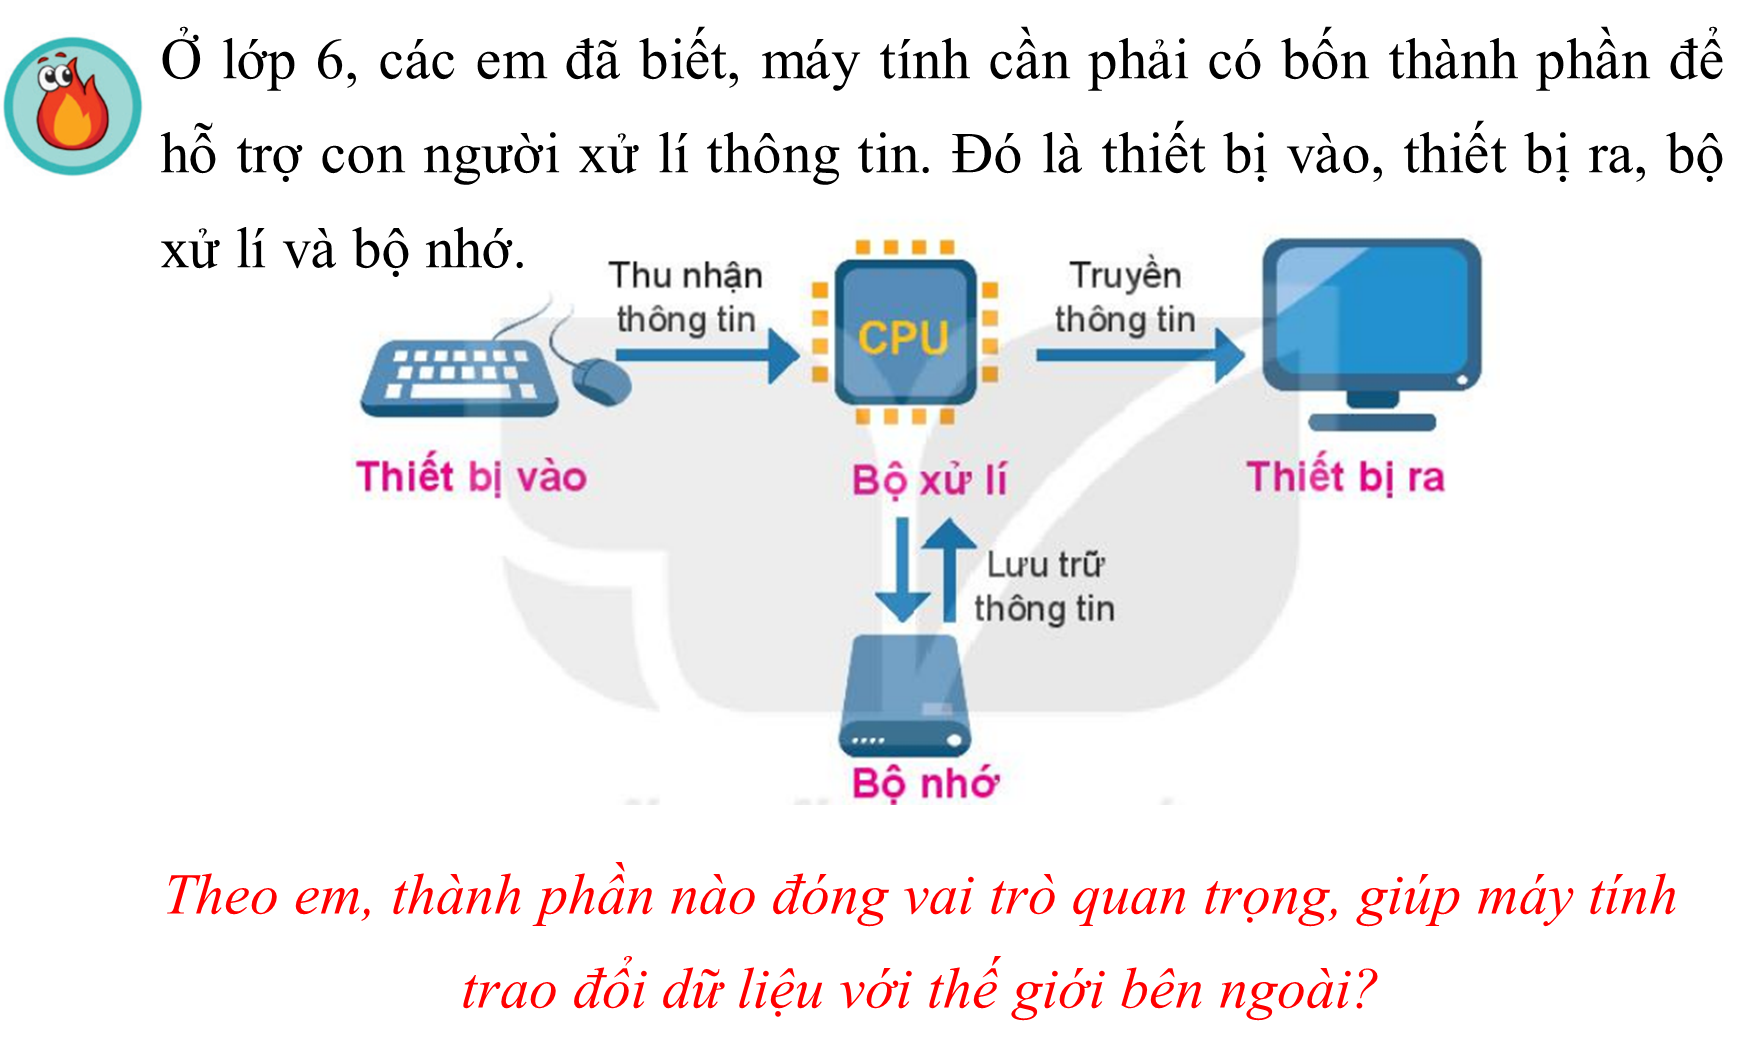 Ở lớp 6, các em đã biết, máy tính cần phải có bốn thành phần để
hỗ trợ con người xử lí thông tin. Đó là thiết bị vào, thiết bị ra, bộ
xử lí và bộ nhớ.
Thu nhận
thông tin
CPU
Truyền
thông tin
Thiết bị vào
Bộ xử lí
Thiết bị ra
Lưu trữ
thông tin
Bộ nhớ
Theo em, thành phần nào đóng vai trò quan trọng, giúp máy tính
trao đổi dữ liệu với thế giới bên ngoài?